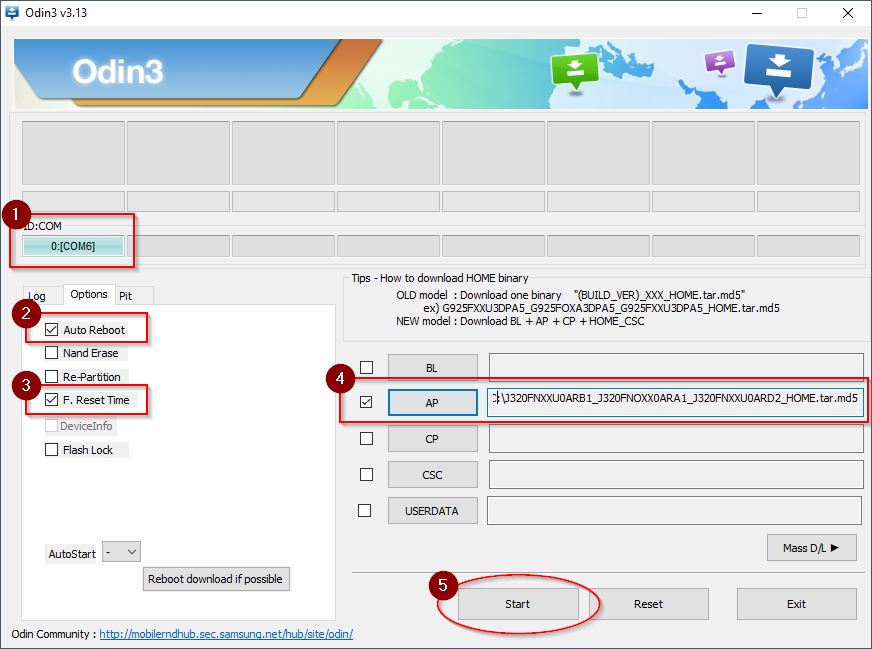 Odin3 v3.13
Odin3
1
ID:COM
0:[COM6]
Log Options Pit
2
Auto Reboot
Nand Erase
Re-Partition
3
F. Reset Time
DeviceInfo
Flash Lock
AutoStart -
Reboot download if possible
Tips - How to download HOME binary
OLD model : Download one binary "(BUILD_VER)_XXX_HOME.tar.md5"
ex) G925FXXU3DPA5_G925FOXA3DPA5_G925FXXU3DPA5_HOME.tar.md5
NEW model : Download BL + AP + CP + HOME_CSC
BL
4
AP :\J320FNXXU0ARB1_J320FNOXX0ARA1_J320FNXXU0ARD2_HOME.tar.md5
CP
CSC
USERDATA
Mass D/L ▶
5
Start Reset Exit
Odin Community : http://mobilerndhub.sec.samsung.net/hub/site/odin/